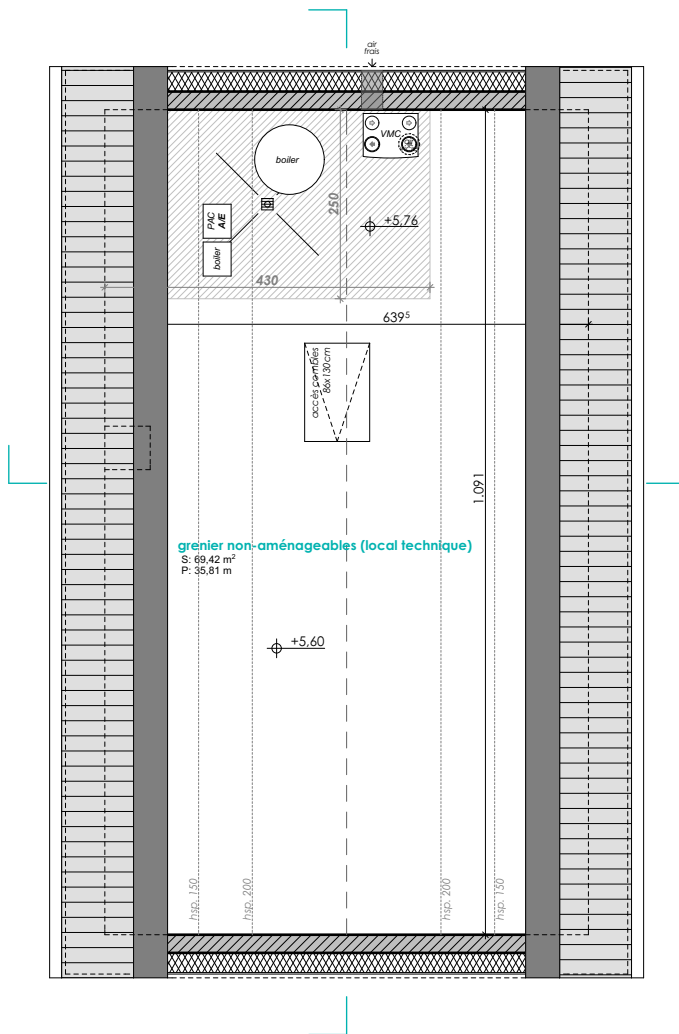 air
frais
VMC
boiler
PAC
A/E
boiler
250
+5,76
430
639⁵
accès combles
86x130cm
1.091
grenier non-aménageables (local technique)
S: 69,42 m²
P: 35,81 m
+5,60
hsp. 150
hsp. 200
hsp. 200
hsp. 150